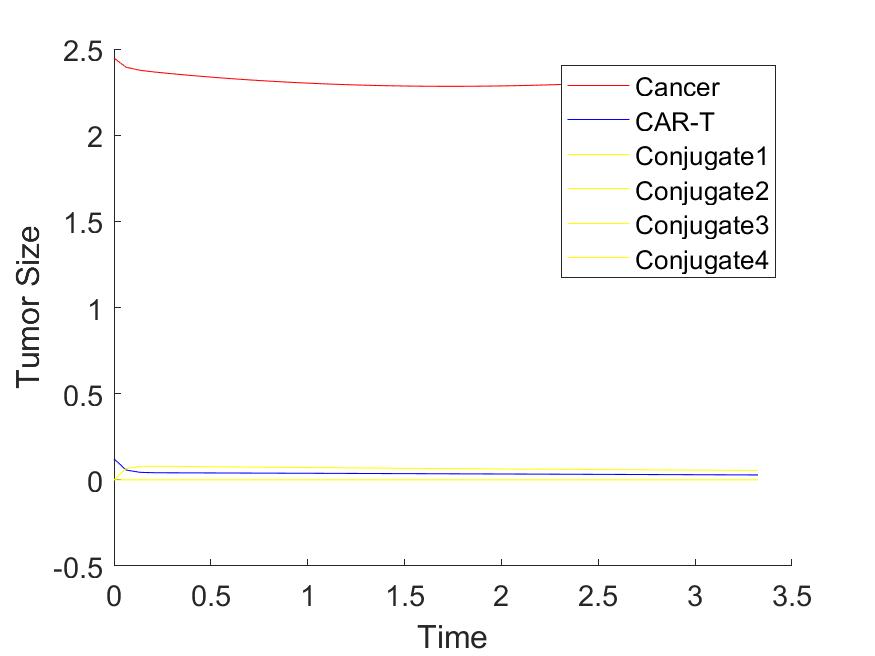 2.5
2
1.5
1
0.5
0
-0.5
Tumor Size
Cancer
CAR-T
Conjugate1
Conjugate2
Conjugate3
Conjugate4
0 0.5 1 1.5 2 2.5 3 3.5
Time